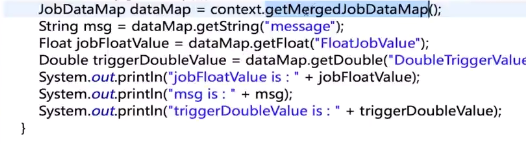 JobDataMap dataMap = context.getMergedJobDataMap();
String msg = dataMap.getString("message");
Float jobFloatValue = dataMap.getFloat("FloatJobValue");
Double triggerDoubleValue = dataMap.getDouble("DoubleTriggerValue
System.out.println("jobFloatValue is : " + jobFloatValue);
System.out.println("msg is : " + msg);
System.out.println("triggerDoubleValue is : " + triggerDoubleValue);
}